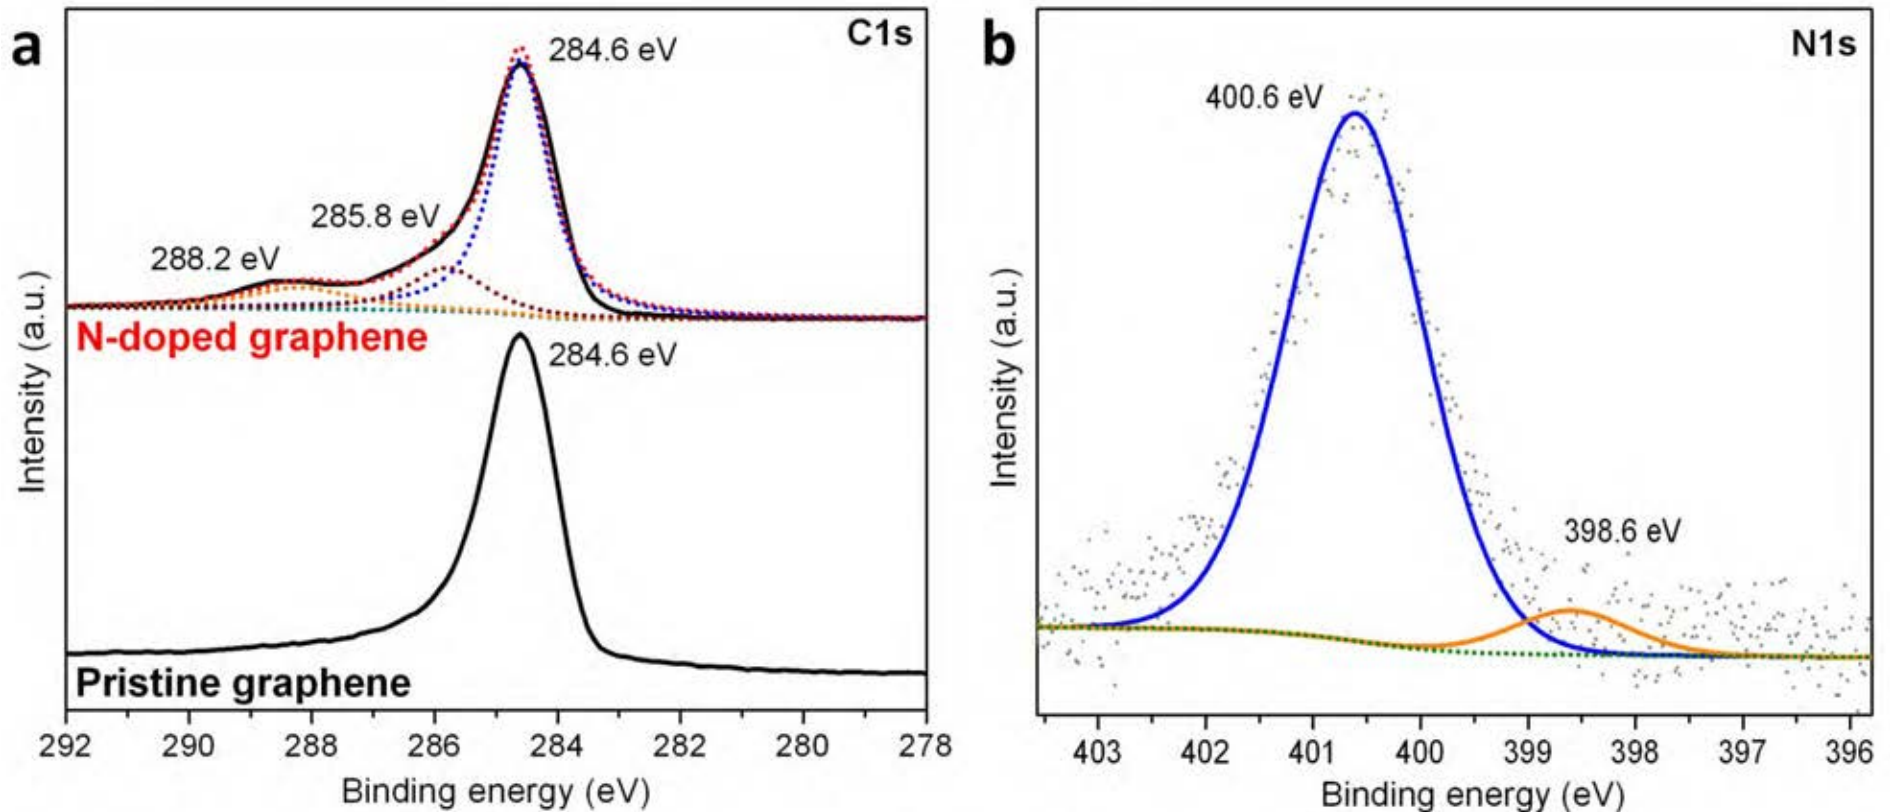 a
C1s
284.6 eV
285.8 eV
288.2 eV
N-doped graphene
284.6 eV
Pristine graphene
Intensity (a.u.)
292 290 288 286 284 282 280 278
Binding energy (eV)
b
N1s
400.6 eV
398.6 eV
Intensity (a.u.)
403 402 401 400 399 398 397 396
Binding energy (eV)